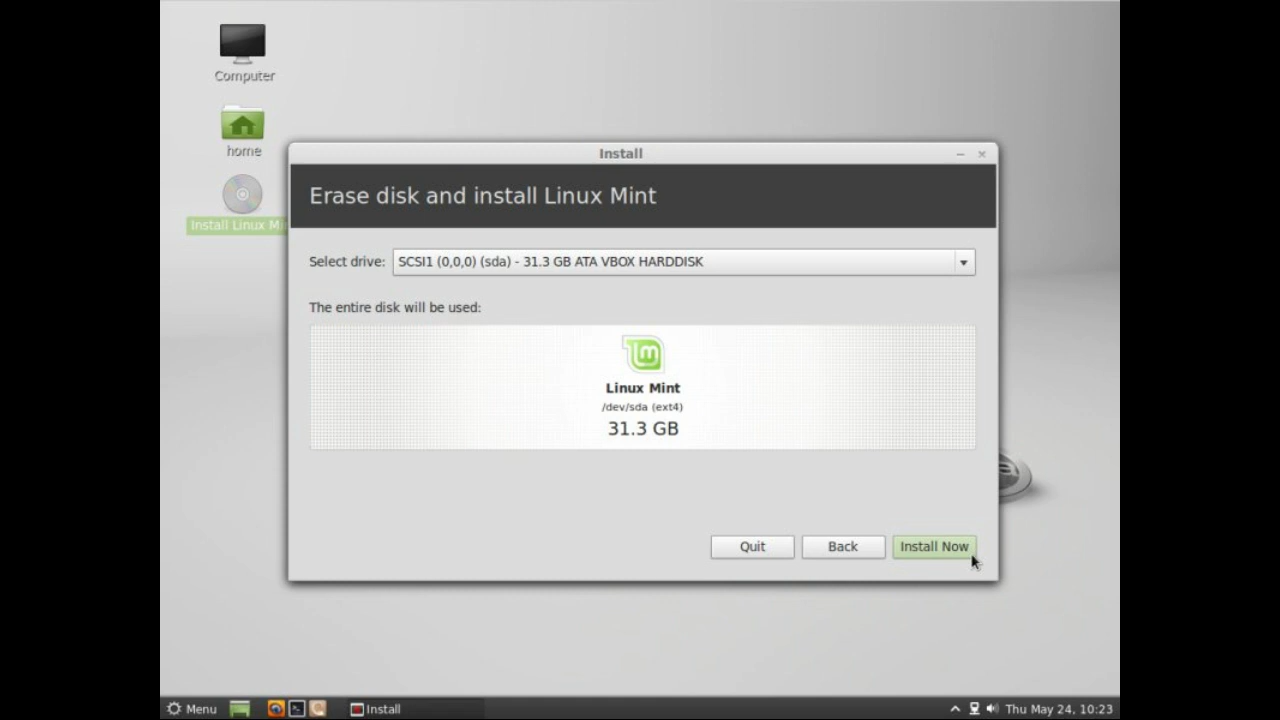 Computer
home
Install Linux Mi
Install
Erase disk and install Linux Mint
Select drive: SCSI1 (0,0,0) (sda) - 31.3 GB ATA VBOX HARDDISK
The entire disk will be used:
Linux Mint
/dev/sda (ext4)
31.3 GB
Quit Back Install Now
Menu Install Thu May 24, 10:23